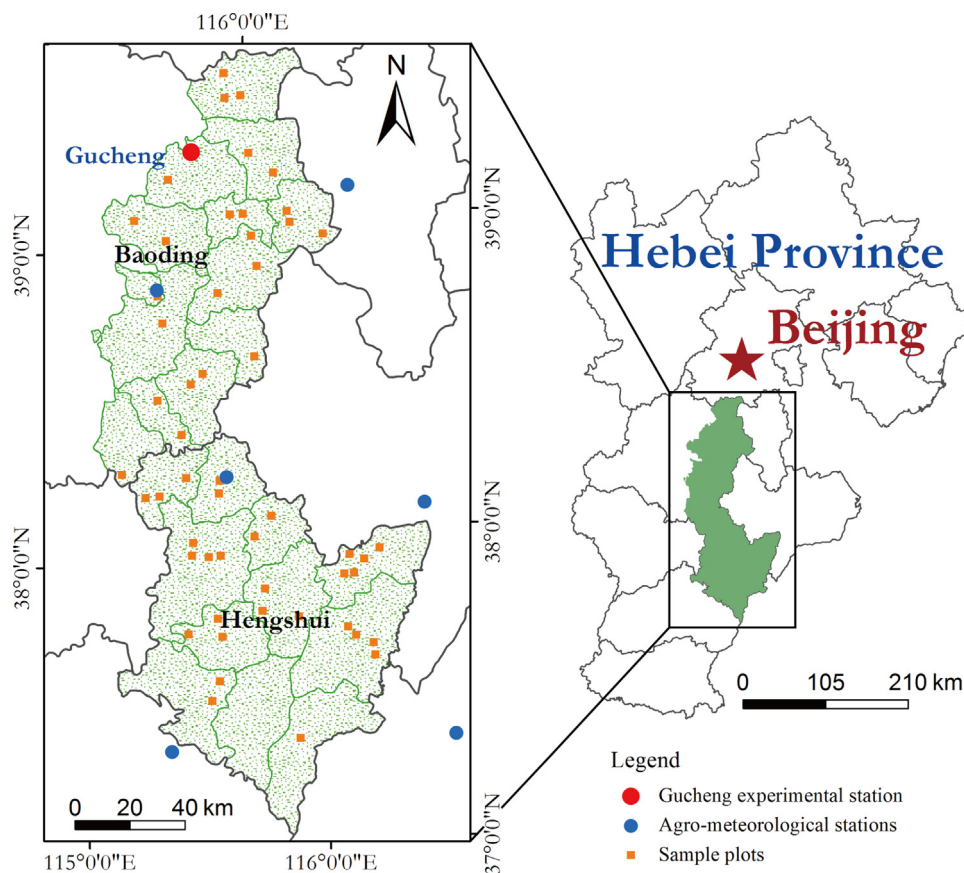 116°0'0"E
N
Gucheng
39°0'0"N
Hebei Province
Baoding
39°0'0"N
Beijing
38°0'0"N
38°0'0"N
Hengshui
0 105 210 km
Legend
Gucheng experimental station
0 20 40 km
Agro-meteorological stations
37°0'0"N
Sample plots
115°0'0"E
116°0'0"E